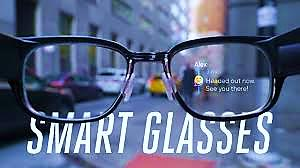 Alex
Headed out now.
See you there!
SMART GLASSES